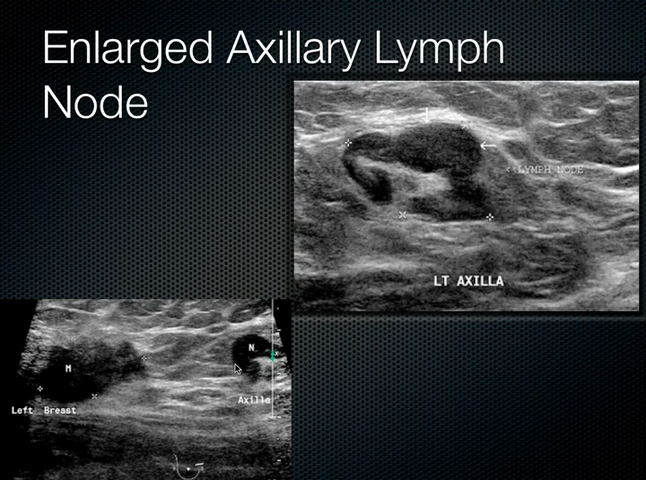 Enlarged Axillary Lymph
Node
LYMPH NODE
LT AXILLA
N
M
Axilla
Left Breast